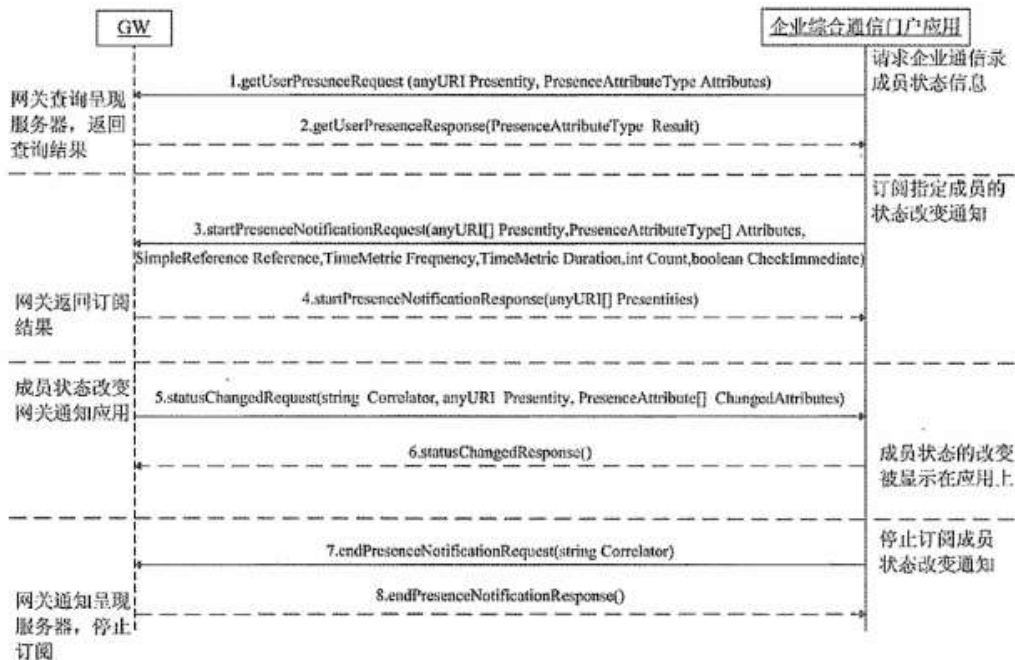 GW
企业综合通信门户应用
请求企业通信录
成员状态信息
1.getUserPresenceRequest (anyURI Presentity, PresenceAttributeType Attributes)
网关查询呈现
服务器，返回
查询结果
2.getUserPresenceResponse(PresenceAttributeType Result)
订阅指定成员的
状态改变通知
3.startPresenceNotificationRequest(anyURI[] Presentity,PresenceAttributeType[] Attributes,
SimpleReference Reference,TimeMetric Frequency,TimeMetric Duration,int Count,boolean CheckImmediate)
网关返回订阅
结果
4.startPresenceNotificationResponse(anyURI[] Presentities)
成员状态改变
网关通知应用
5.statusChangedRequest(string Correlator, anyURI Presentity, PresenceAttribute[] ChangedAttributes)
6.statusChangedResponse()
成员状态的改变
被显示在应用上
7.endPresenceNotificationRequest(string Correlator)
停止订阅成员
状态改变通知
网关通知呈现
服务器，停止
订阅
8.endPresenceNotificationResponse()